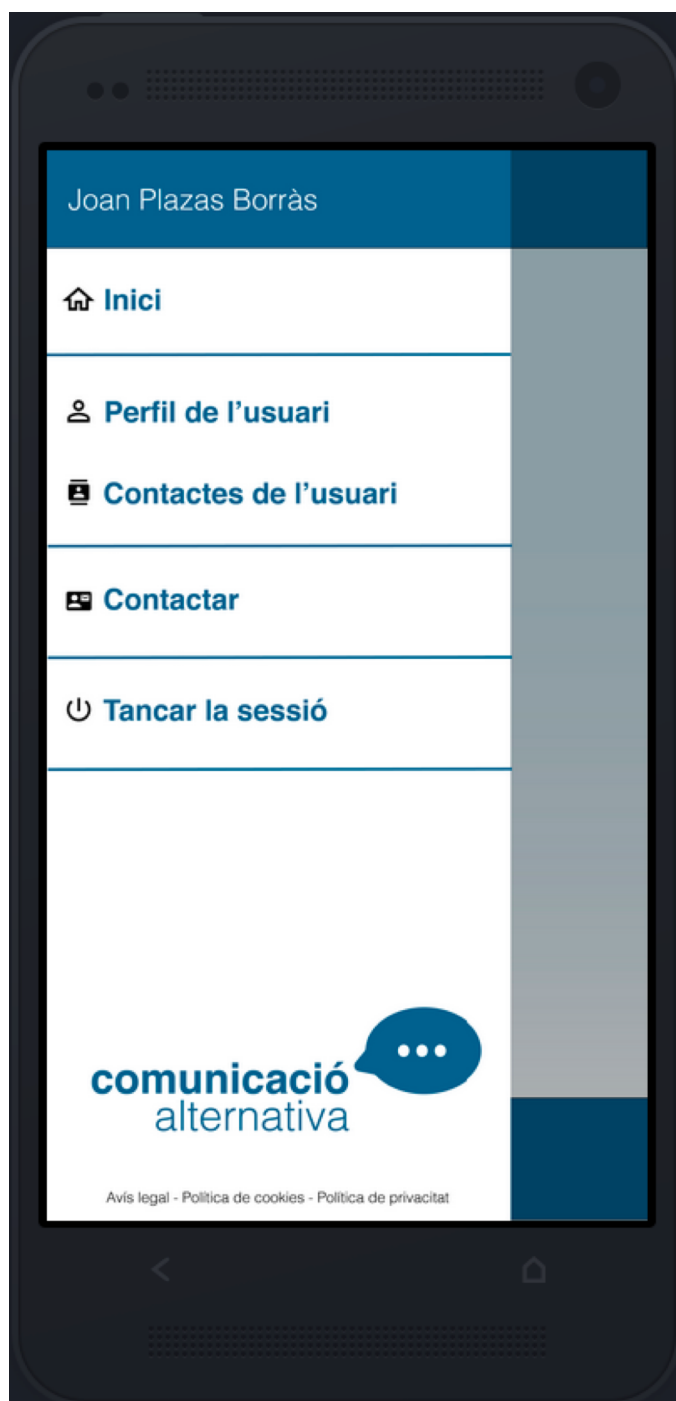 Joan Plazas Borràs
Inici
Perfil de l’usuari
Contactes de l’usuari
Contactar
Tancar la sessió
comunicació
alternativa
Avís legal - Política de cookies - Política de privacitat